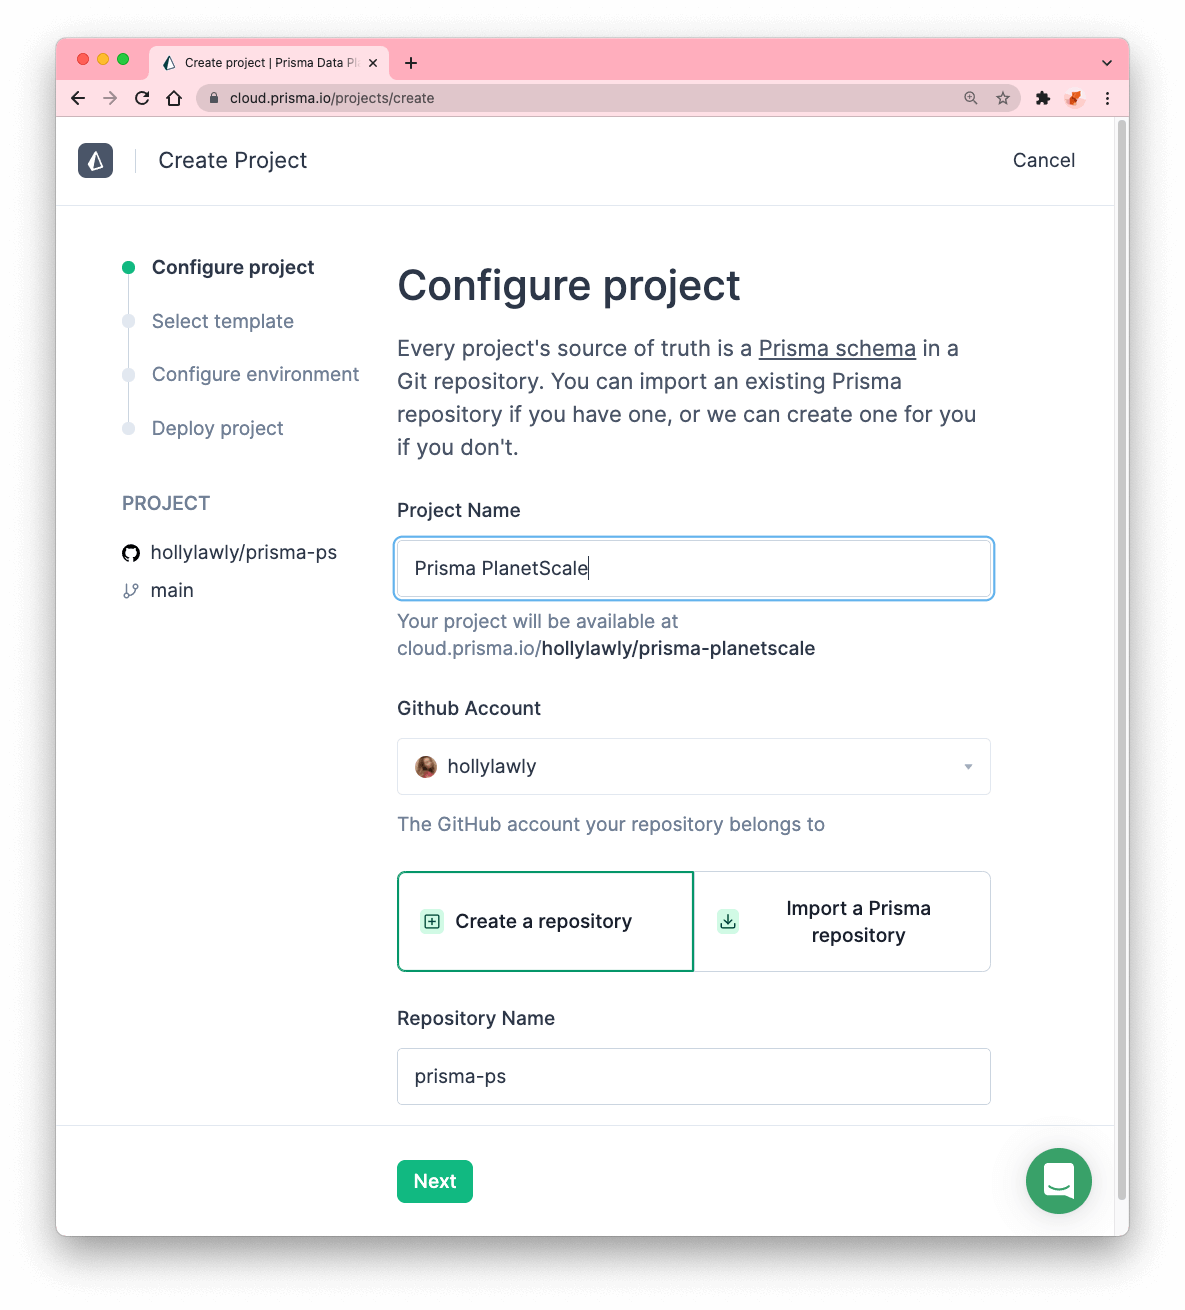 Create project | Prisma Data Pl
cloud.prisma.io/projects/create
Create Project
Cancel
Configure project
Select template
Configure environment
Deploy project
PROJECT
hollylawly/prisma-ps
main
Configure project
Every project's source of truth is a Prisma schema in a
Git repository. You can import an existing Prisma
repository if you have one, or we can create one for you
if you don't.
Project Name
Prisma PlanetScale
Your project will be available at
cloud.prisma.io/hollylawly/prisma-planetscale
Github Account
hollylawly
The GitHub account your repository belongs to
Create a repository
Import a Prisma
repository
Repository Name
prisma-ps
Next